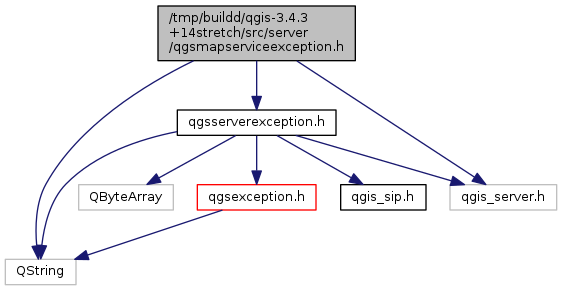 /tmp/buildd/qgis-3.4.3
+14stretch/src/server
/qgsmapserviceexception.h
qgsserverexception.h
QByteArray
qgsexception.h
qgis_sip.h
qgis_server.h
QString